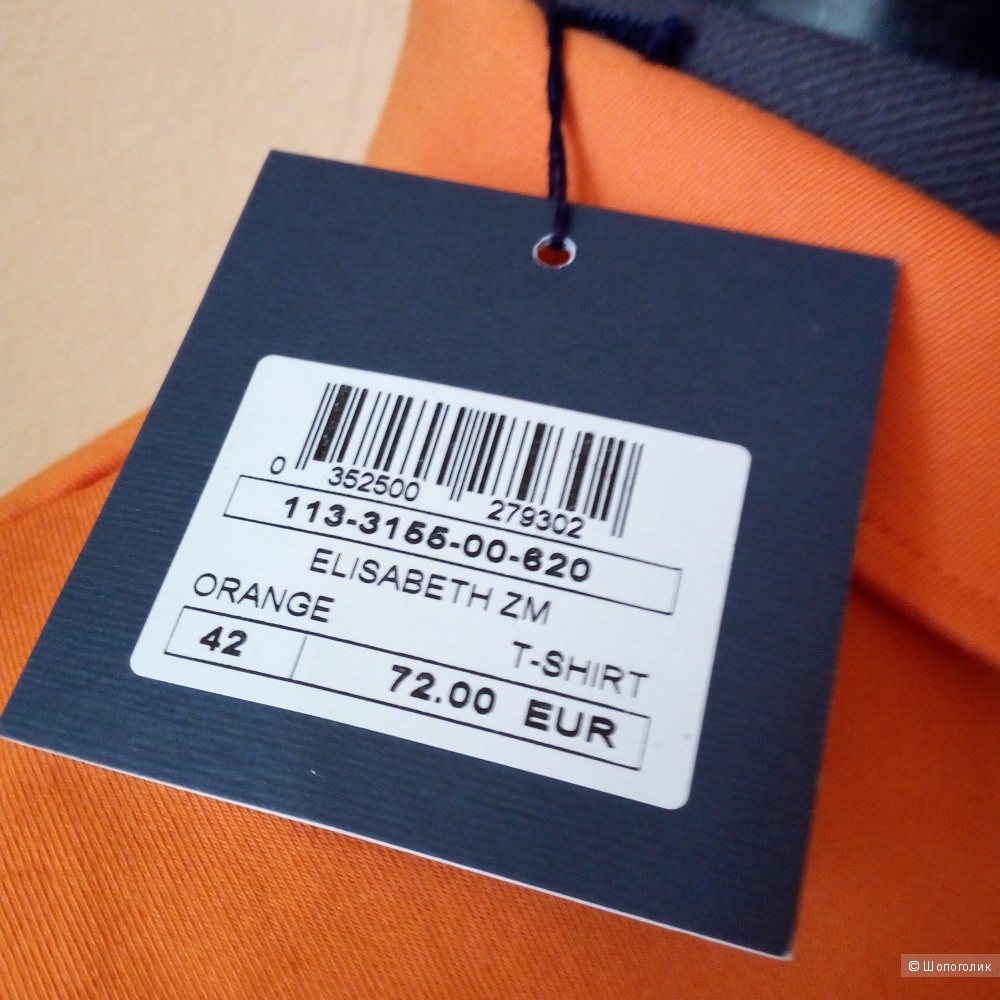 0 352500 279302
113-3155-00-620
ELISABETH ZM
ORANGE
T-SHIRT
42 72.00 EUR
© Шопоголик